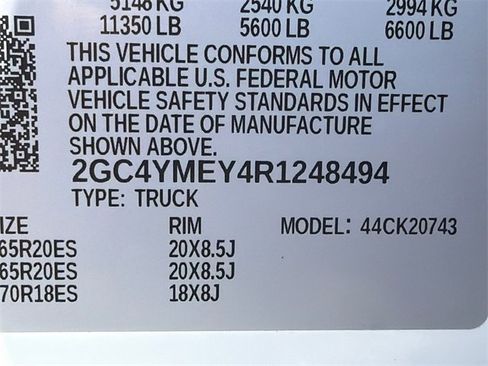 5148 KG 2540 KG 2994 KG
11350 LB 5600 LB 6600 LB
THIS VEHICLE CONFORMS TO ALL
APPLICABLE U.S. FEDERAL MOTOR
VEHICLE SAFETY STANDARDS IN EFFECT
ON THE DATE OF MANUFACTURE
SHOWN ABOVE.
2GC4YMEY4R1248494
TYPE: TRUCK
IZE RIM MODEL: 44CK20743
65R20ES 20X8.5J
65R20ES 20X8.5J
70R18ES 18X8J